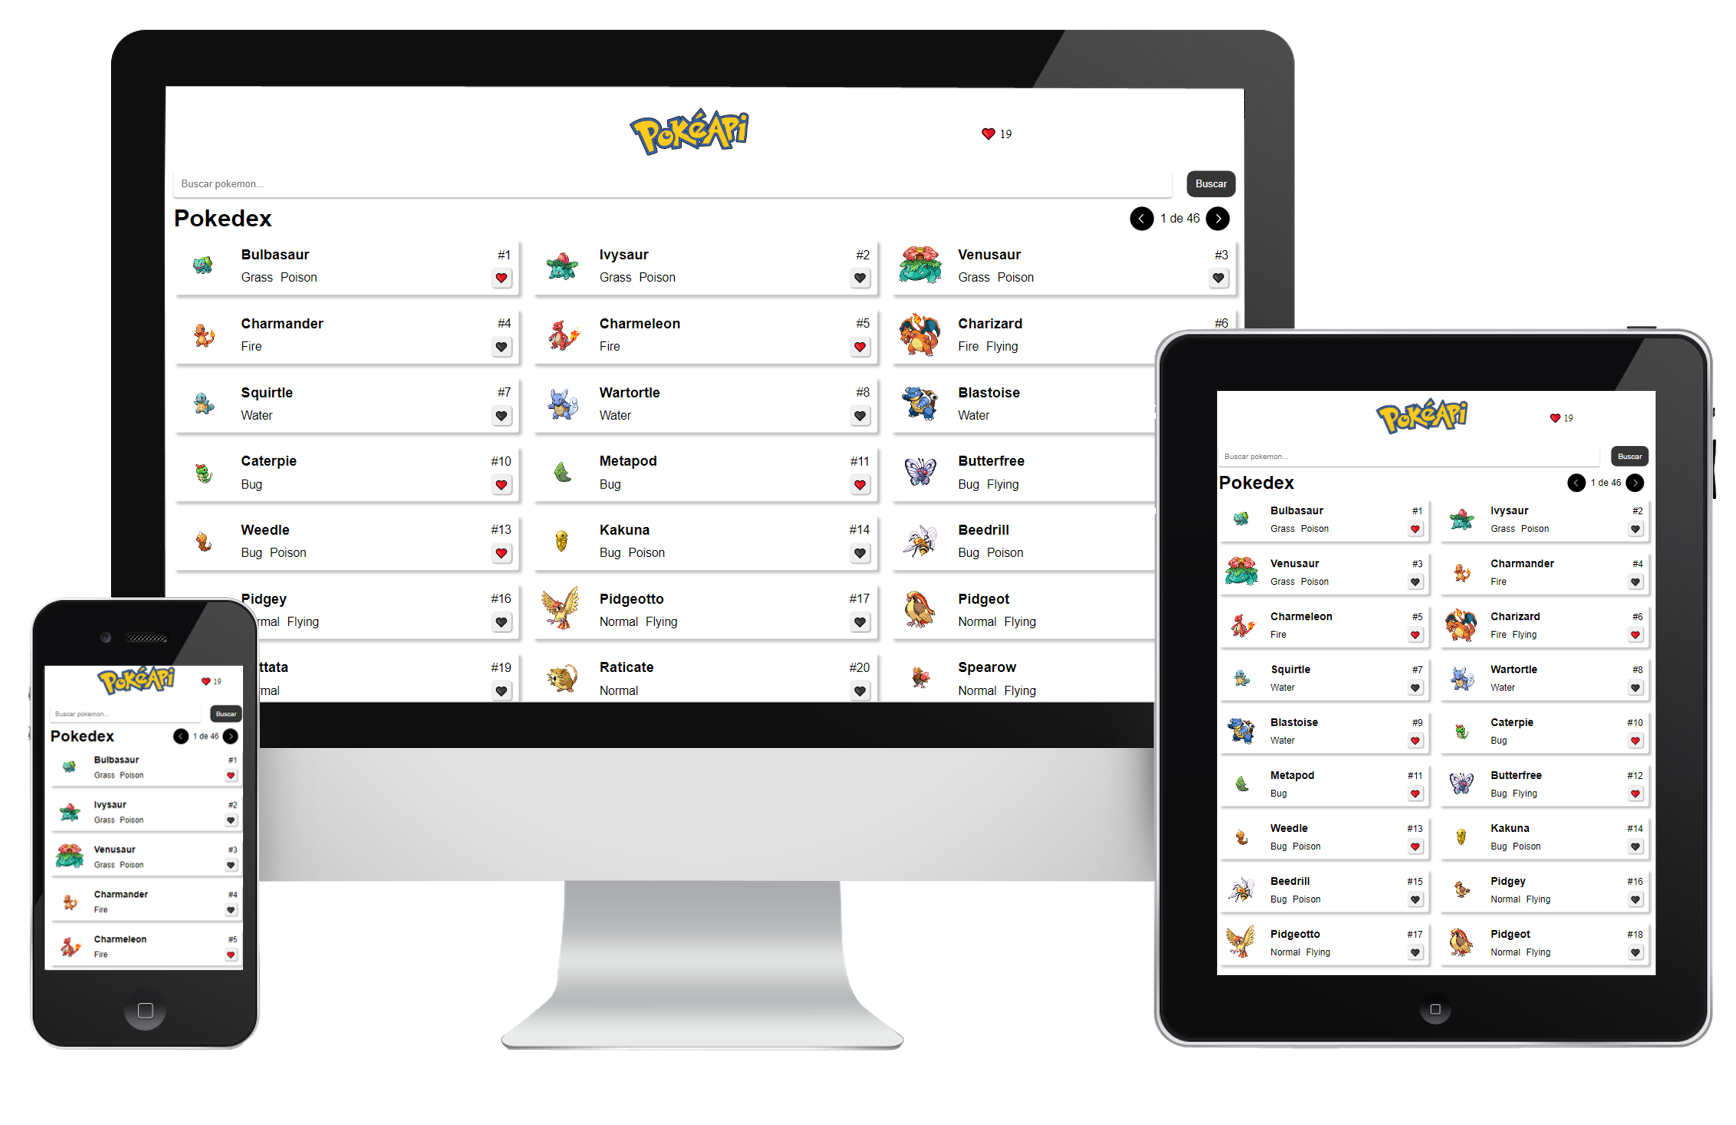 PokéApi
19
Buscar pokemon...
Buscar
Pokedex
1 de 46
Bulbasaur #1
Grass Poison
Ivysaur #2
Grass Poison
Venusaur #3
Grass Poison
Charmander #4
Fire
Charmeleon #5
Fire
Charizard #6
Fire Flying
Squirtle #7
Water
Wartortle #8
Water
Blastoise
Water
Caterpie #10
Bug
Metapod #11
Bug
Butterfree
Bug Flying
Weedle #13
Bug Poison
Kakuna #14
Bug Poison
Beedrill
Bug Poison
Pidgey #16
rmal Flying
Pidgeotto #17
Normal Flying
Pidgeot
Normal Flying
ttata #19
mal
Raticate #20
Normal
Spearow
Normal Flying
PokéApi
19
Buscar pokemon...
Buscar
Pokedex
1 de 46
Bulbasaur #1
Grass Poison
Ivysaur #2
Grass Poison
Venusaur #3
Grass Poison
Charmander #4
Fire
Charmeleon #5
Fire
PokéApi
19
Buscar pokemon...
Buscar
Pokedex
1 de 46
Bulbasaur #1
Grass Poison
Ivysaur #2
Grass Poison
Venusaur #3
Grass Poison
Charmander #4
Fire
Charmeleon #5
Fire
Charizard #6
Fire Flying
Squirtle #7
Water
Wartortle #8
Water
Blastoise #9
Water
Caterpie #10
Bug
Metapod #11
Bug
Butterfree #12
Bug Flying
Weedle #13
Bug Poison
Kakuna #14
Bug Poison
Beedrill #15
Bug Poison
Pidgey #16
Normal Flying
Pidgeotto #17
Normal Flying
Pidgeot #18
Normal Flying